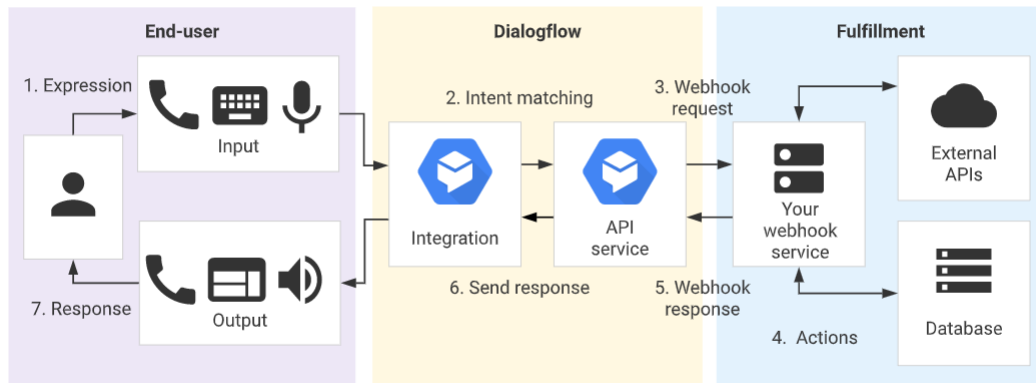 End-user
Dialogflow
Fulfillment
1. Expression
Input
2. Intent matching
3. Webhook
request
External
APIs
Integration
API
service
Your
webhook
service
7. Response
Output
6. Send response
5. Webhook
response
4. Actions
Database